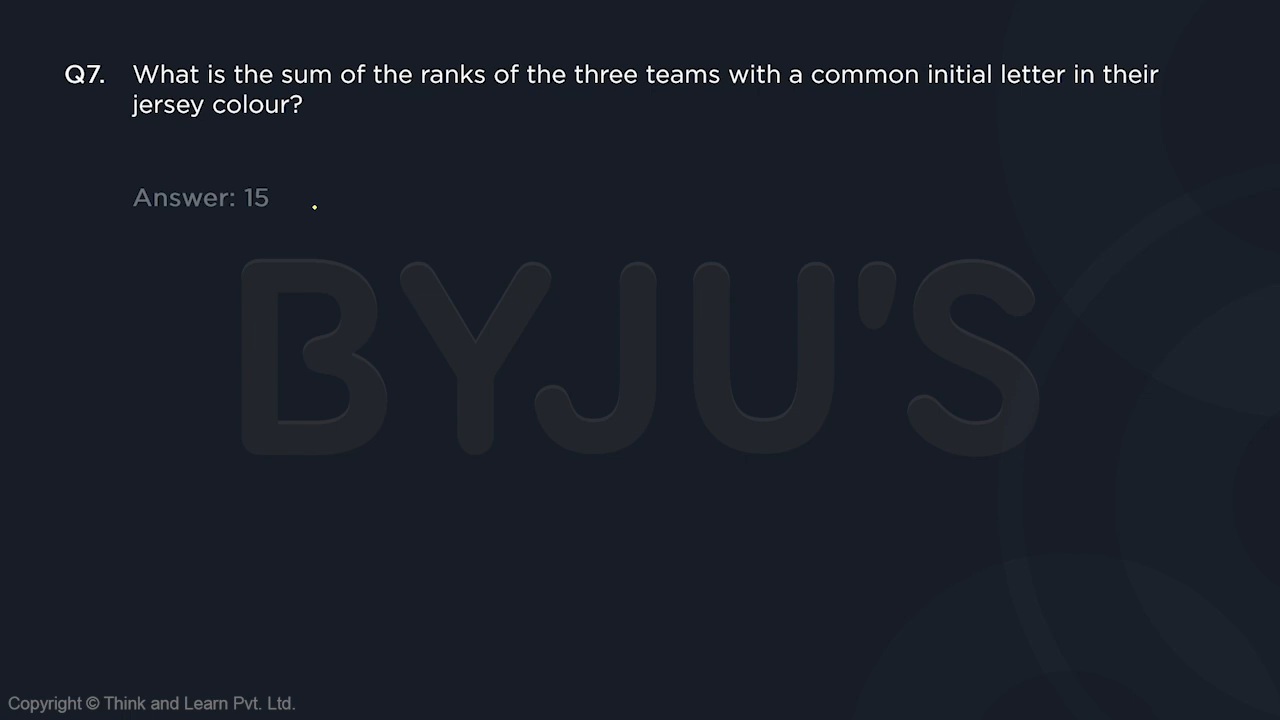 Q7. What is the sum of the ranks of the three teams with a common initial letter in their
jersey colour?
Answer: 15
BYJU'S
Copyright © Think and Learn Pvt. Ltd.